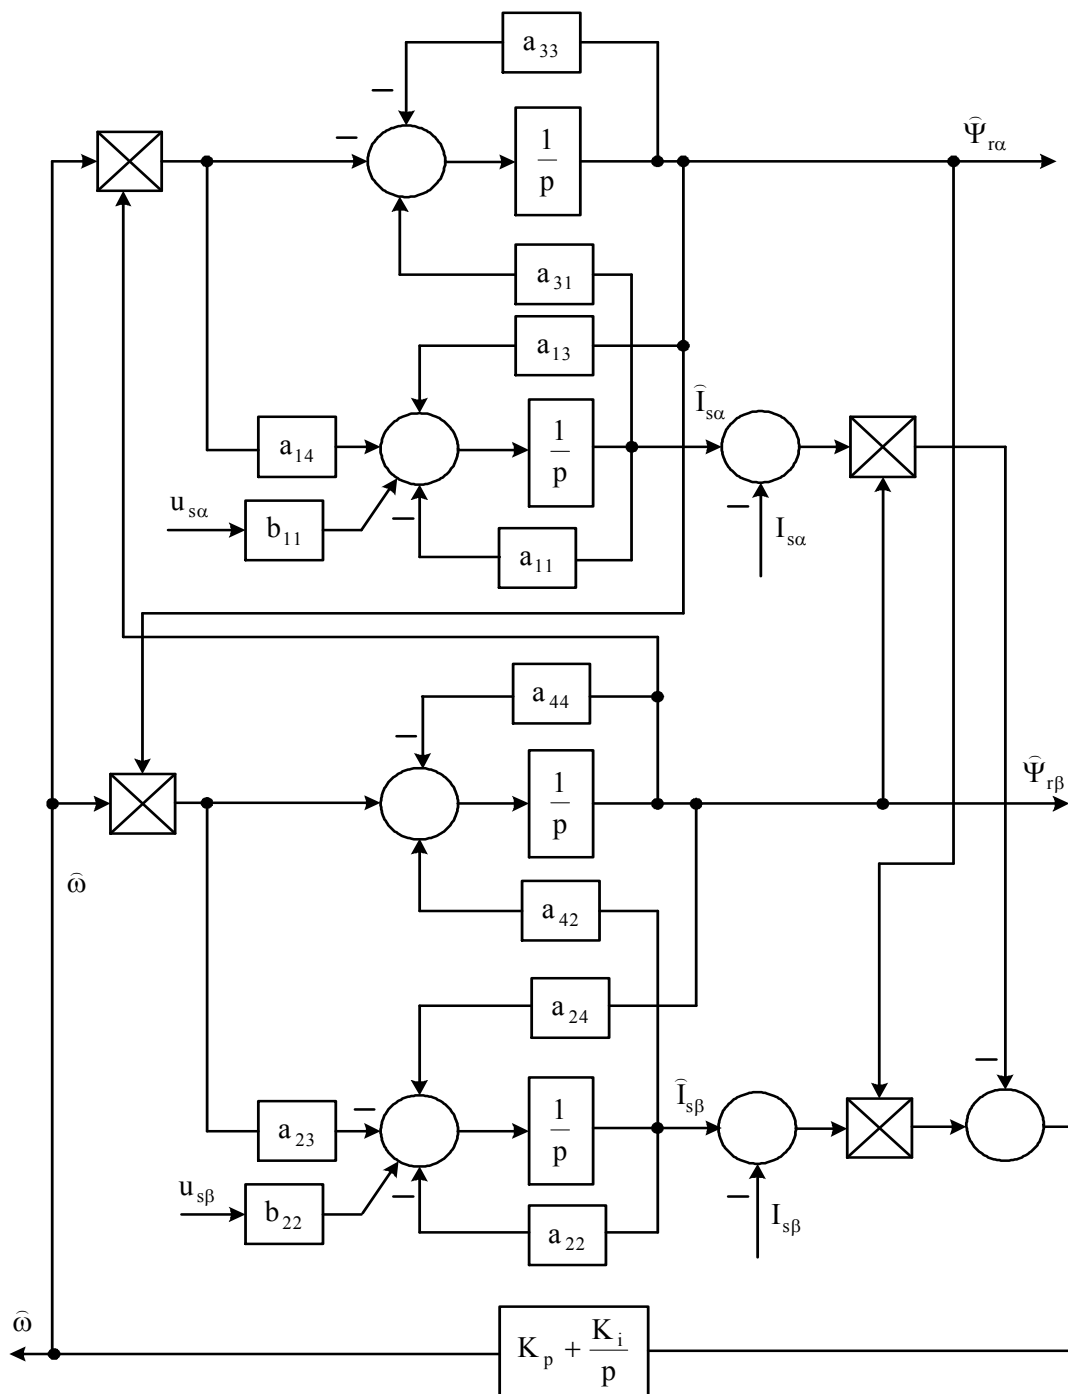 a₃₃
−
−
1/p
Ψ̂rα
a₃₁
a₁₃
Îsα
a₁₄
1/p
usα
b₁₁
−
a₁₁
−
Isα
a₄₄
−
1/p
Ψ̂rβ
ω̂
a₄₂
a₂₄
−
Îsβ
a₂₃
−
1/p
usβ
b₂₂
−
a₂₂
−
Isβ
ω̂
Kp + Ki/p